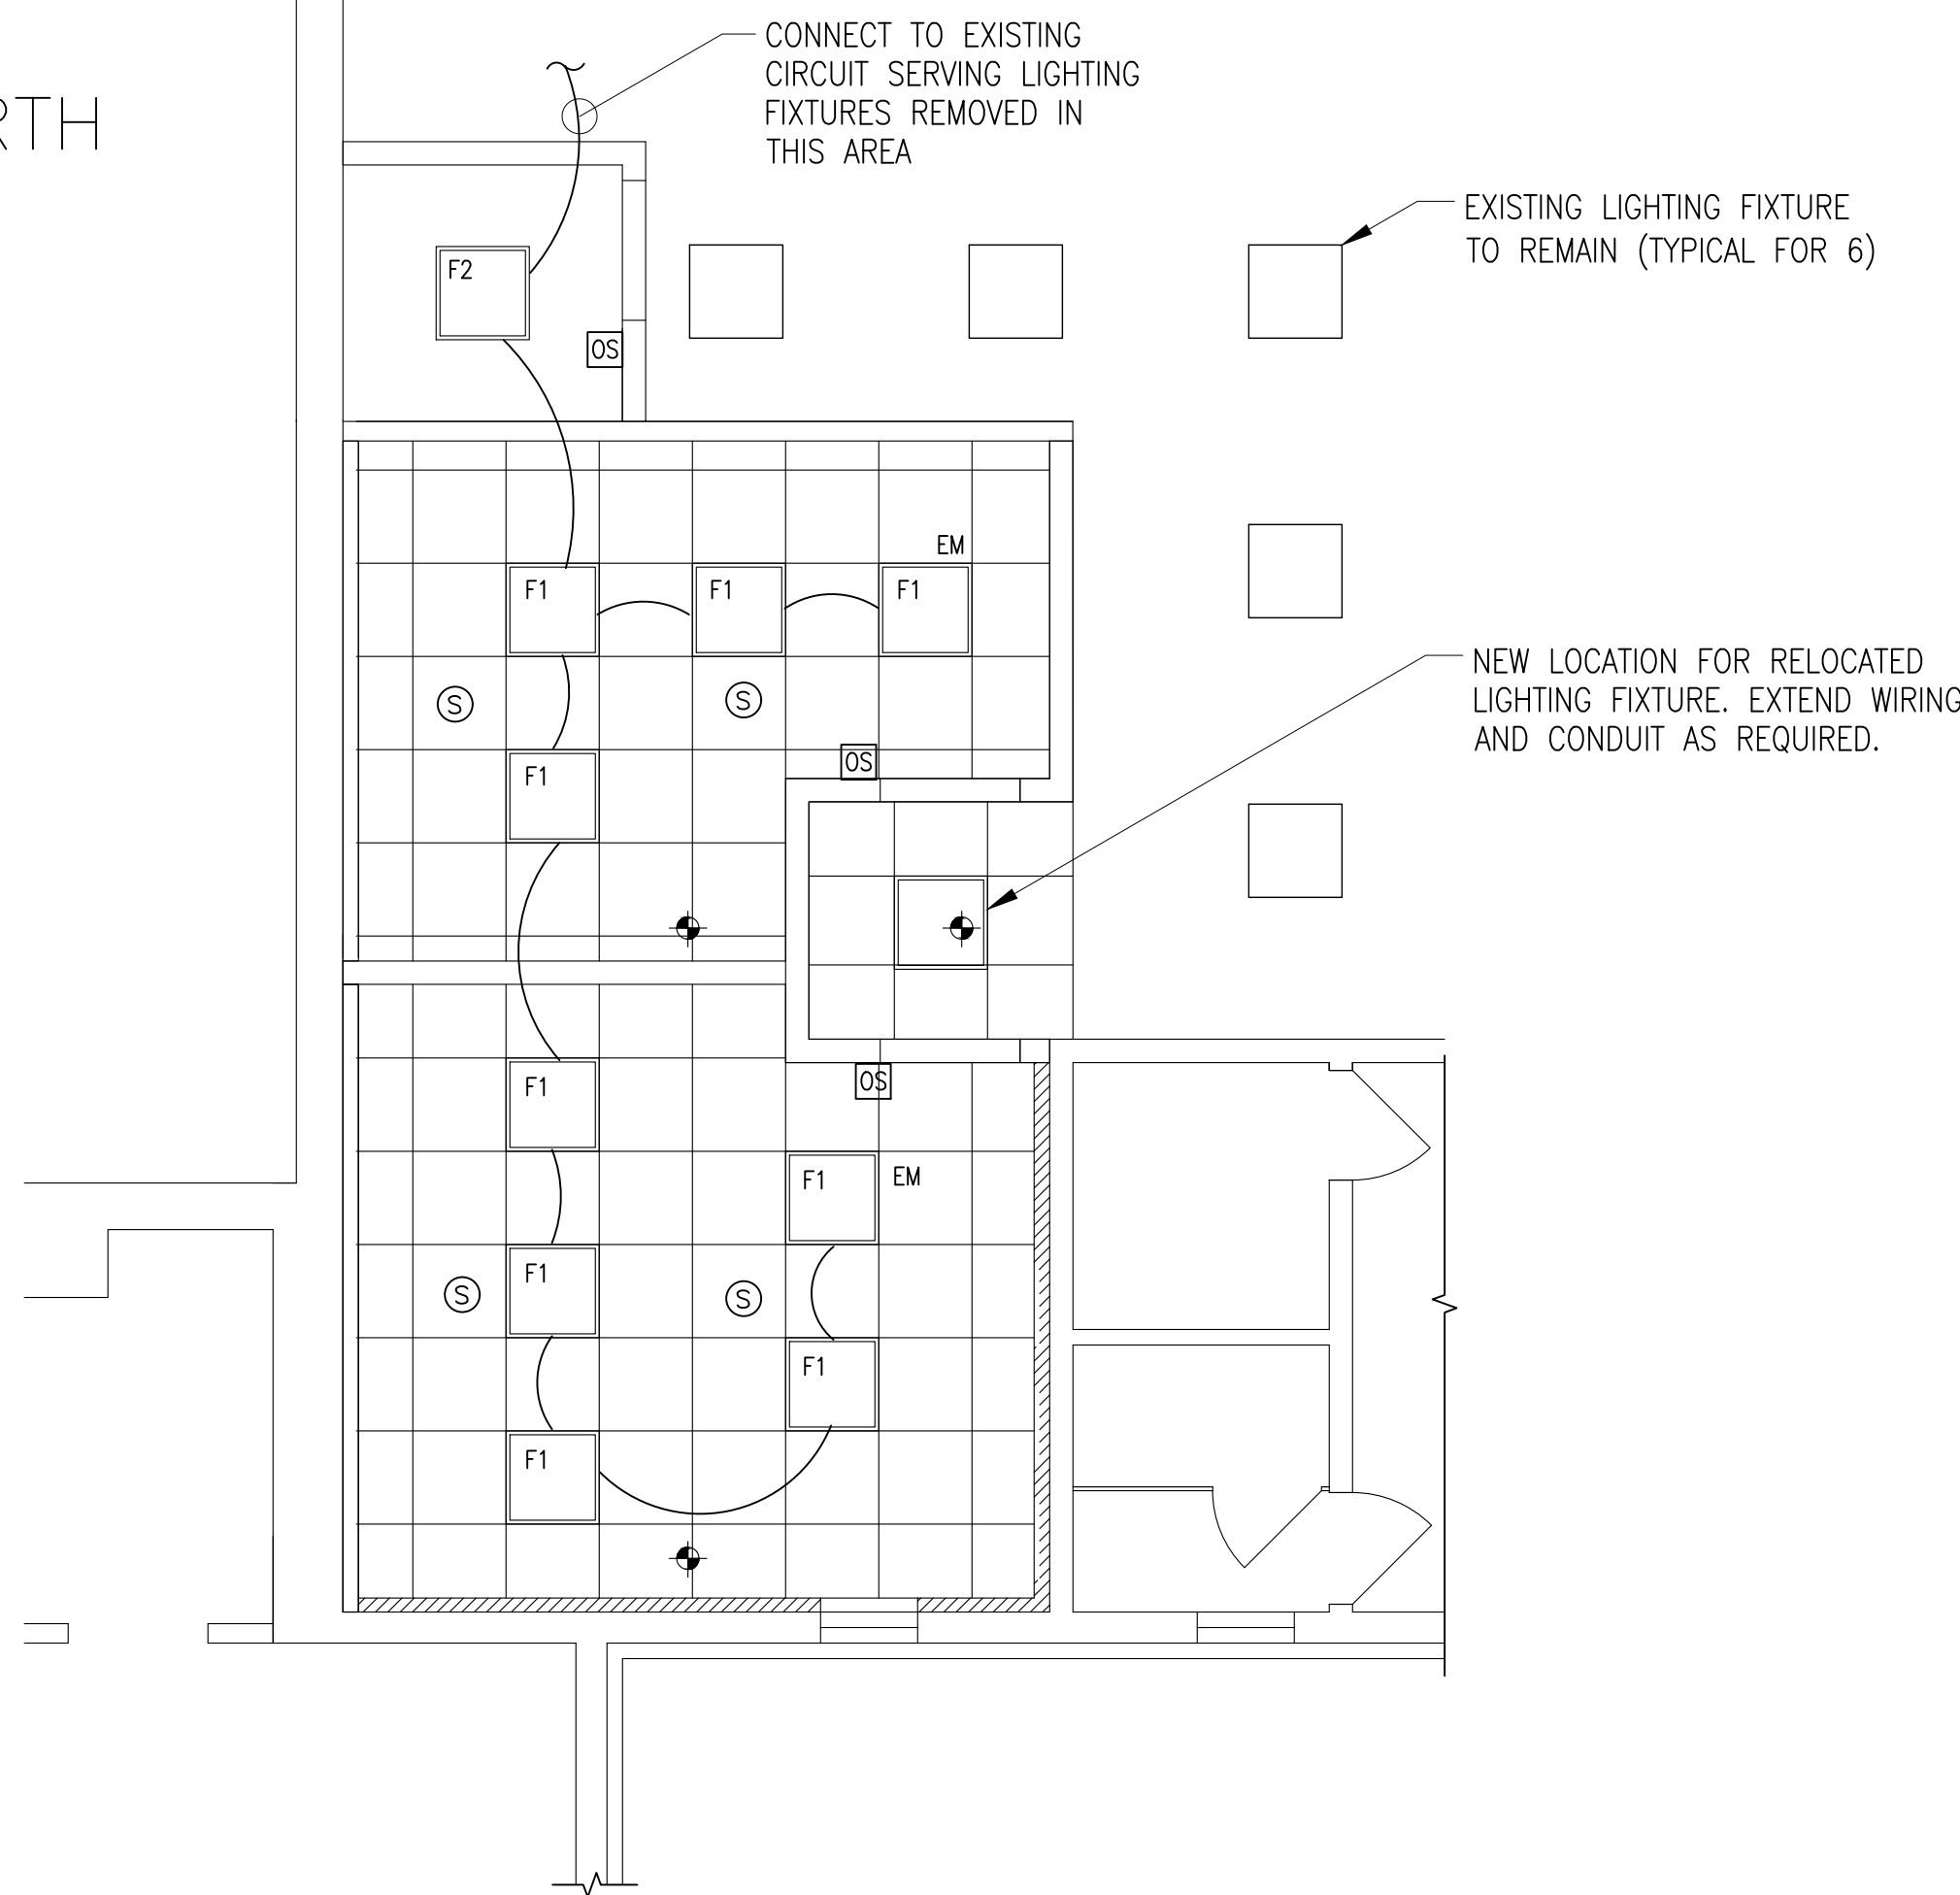 CONNECT TO EXISTING
CIRCUIT SERVING LIGHTING
FIXTURES REMOVED IN
THIS AREA
RTH
EXISTING LIGHTING FIXTURE
TO REMAIN (TYPICAL FOR 6)
F2
OS
EM
F1
F1
F1
NEW LOCATION FOR RELOCATED
LIGHTING FIXTURE. EXTEND WIRING
AND CONDUIT AS REQUIRED.
S
S
OS
F1
OS
F1
F1
EM
S
S
F1
F1
F1